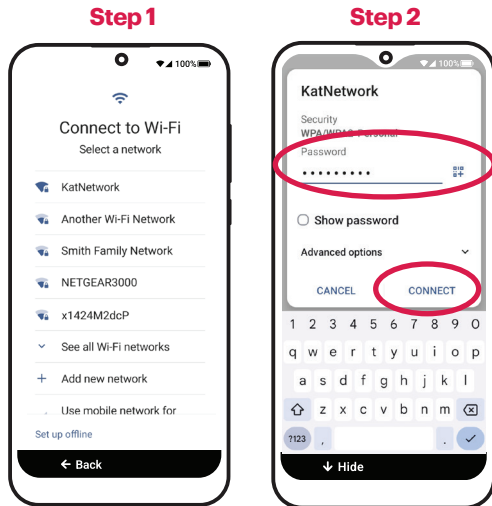 Step 1
100%
Connect to Wi-Fi
Select a network
KatNetwork
Another Wi-Fi Network
Smith Family Network
NETGEAR3000
x1424M2dcP
See all Wi-Fi networks
Add new network
Use mobile network for
Set up offline
Back
Step 2
100%
KatNetwork
Security
WPA/WPA2-Personal
Password
•••••••••
Show password
Advanced options
CANCEL CONNECT
1 2 3 4 5 6 7 8 9 0
q w e r t y u i o p
a s d f g h j k l
z x c v b n m
?123 , .
Hide